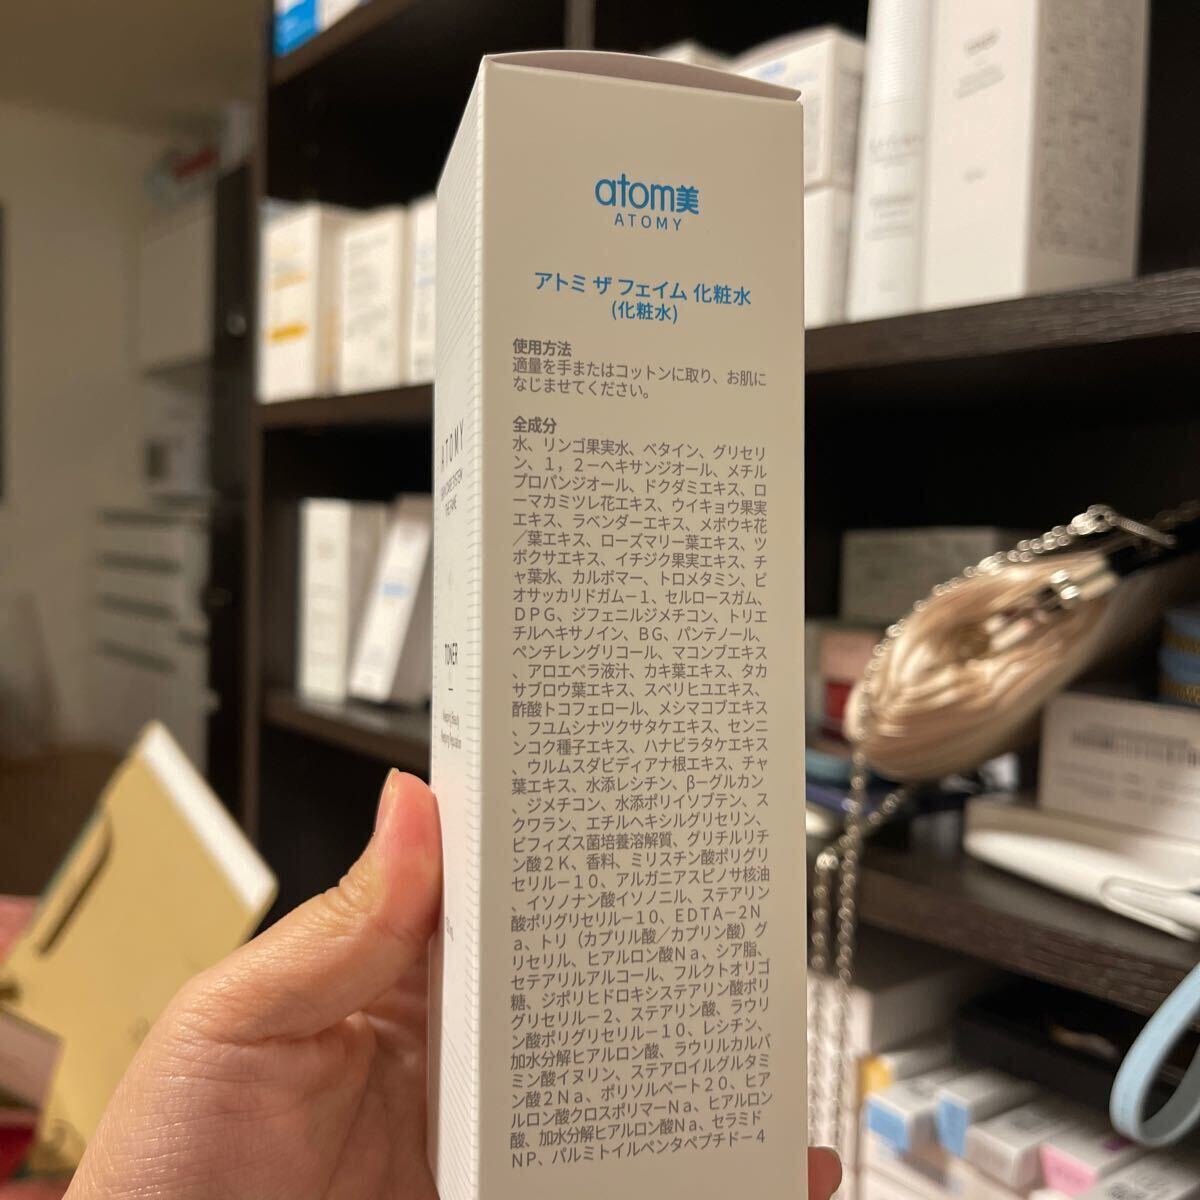 atom美
ATOMY
アトミ ザ フェイム 化粧水
(化粧水)
使用方法
適量を手またはコットンに取り、お肌に
なじませてください。
全成分
水、リンゴ果実水、ベタイン、グリセリ
ン、１，２－ヘキサンジオール、メチル
プロパンジオール、ドクダミエキス、ロ
ーマカミツレ花エキス、ウイキョウ果実
エキス、ラベンダーエキス、メボウキ花
／葉エキス、ローズマリー葉エキス、ツ
ボクサエキス、イチジク果実エキス、チ
ャ葉水、カルボマー、トロメタミン、ビ
オサッカリドガム－１、セルロースガム、
ＤＰＧ、ジフェニルジメチコン、トリエ
チルヘキサノイン、ＢＧ、パンテノール、
ペンチレングリコール、マコンブエキス
、アロエベラ液汁、カキ葉エキス、タカ
サブロウ葉エキス、スベリヒユエキス、
酢酸トコフェロール、メシマコブエキス
、フユムシナツクサタケエキス、センニ
ンコク種子エキス、ハナビラタケエキス
、ウルムスダビディアナ根エキス、チャ
葉エキス、水添レシチン、β－グルカン
、ジメチコン、水添ポリイソブテン、ス
クワラン、エチルヘキシルグリセリン、
ビフィズス菌培養溶解質、グリチルリチ
ン酸２Ｋ、香料、ミリスチン酸ポリグリ
セリル－１０、アルガニアスピノサ核油
、イソノナン酸イソノニル、ステアリン
酸ポリグリセリル－１０、ＥＤＴＡ－２Ｎ
ａ、トリ（カプリル酸／カプリン酸）グ
リセリル、ヒアルロン酸Ｎａ、シア脂、
セテアリルアルコール、フルクトオリゴ
糖、ジポリヒドロキシステアリン酸ポリ
グリセリル－２、ステアリン酸、ラウリ
ン酸ポリグリセリル－１０、レシチン、
加水分解ヒアルロン酸、ラウリルカルバ
ミン酸イヌリン、ステアロイルグルタミ
ン酸２Ｎａ、ポリソルベート２０、ヒア
ルロン酸クロスポリマーＮａ、ヒアルロン
酸、加水分解ヒアルロン酸Ｎａ、セラミド
ＮＰ、パルミトイルペンタペプチド－４
ATOMY
SKIN CARE SYSTEM
THE FAME
TONER